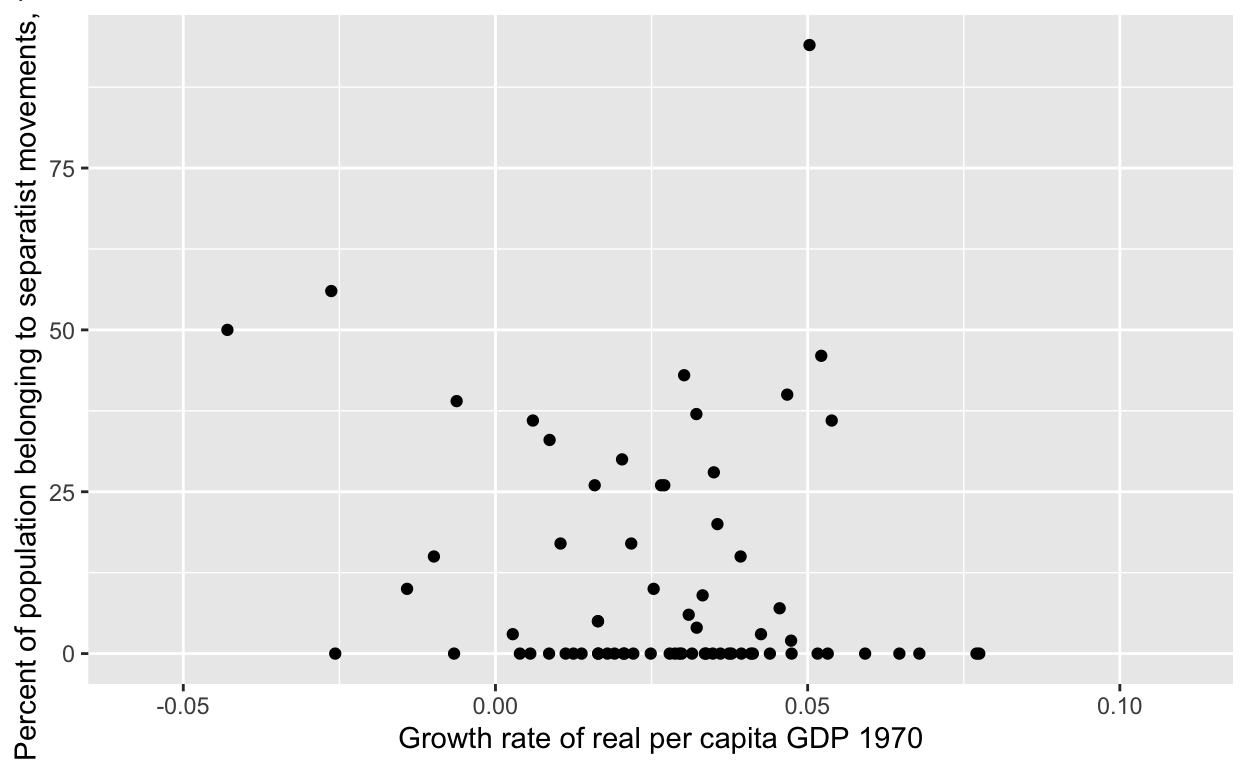 Percent of population belonging to separatist movements,
75
50
25
0
-0.05 0.00 0.05 0.10
Growth rate of real per capita GDP 1970